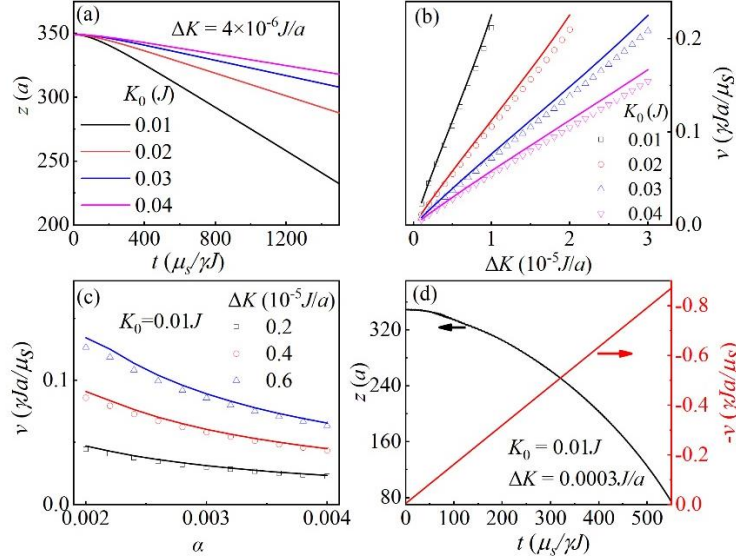 (a)
ΔK = 4×10⁻⁶J/a
z (a)
350
300
250
200
K₀ (J)
0.01
0.02
0.03
0.04
0
400
800
1200
t (μₛ/γJ)
(b)
K₀ (J)
0.01
0.02
0.03
0.04
0
1
2
3
ΔK (10⁻⁵J/a)
0.2
0.1
0.0
v (γJa/μₛ)
(c)
ΔK (10⁻⁵J/a)
K₀=0.01J
0.2
0.4
0.6
v (γJa/μₛ)
0.1
0.0
0.002
0.003
0.004
α
(d)
z (a)
320
240
160
80
K₀ = 0.01J
ΔK = 0.0003J/a
0
100
200
300
400
500
t (μₛ/γJ)
-0.8
-0.6
-0.4
-0.2
0.0
-v (γJa/μₛ)